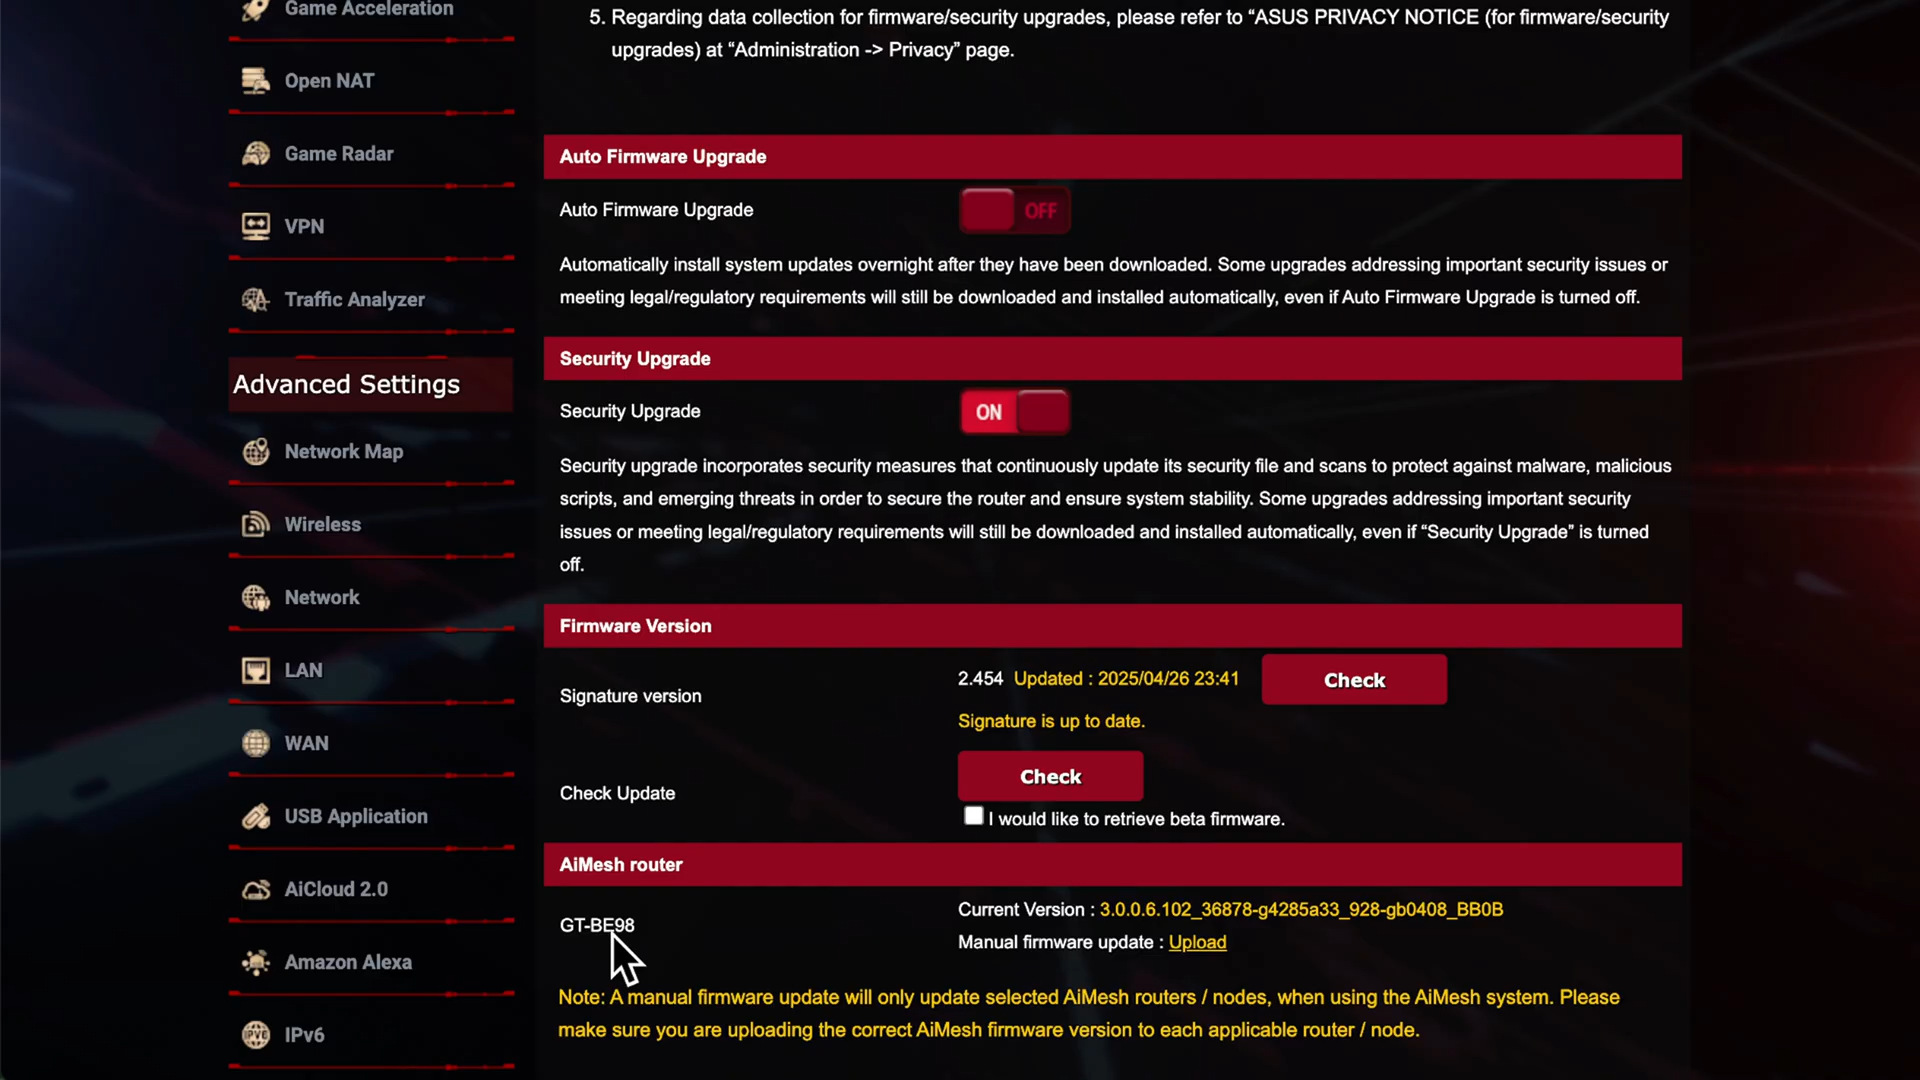 Game Acceleration
Open NAT
Game Radar
VPN
Traffic Analyzer
Advanced Settings
Network Map
Wireless
Network
LAN
WAN
USB Application
AiCloud 2.0
Amazon Alexa
IPv6
5. Regarding data collection for firmware/security upgrades, please refer to “ASUS PRIVACY NOTICE (for firmware/security
upgrades) at “Administration -> Privacy” page.
Auto Firmware Upgrade
Auto Firmware Upgrade
OFF
Automatically install system updates overnight after they have been downloaded. Some upgrades addressing important security issues or
meeting legal/regulatory requirements will still be downloaded and installed automatically, even if Auto Firmware Upgrade is turned off.
Security Upgrade
Security Upgrade
ON
Security upgrade incorporates security measures that continuously update its security file and scans to protect against malware, malicious
scripts, and emerging threats in order to secure the router and ensure system stability. Some upgrades addressing important security
issues or meeting legal/regulatory requirements will still be downloaded and installed automatically, even if “Security Upgrade” is turned
off.
Firmware Version
Signature version
2.454 Updated : 2025/04/26 23:41
Check
Signature is up to date.
Check Update
Check
I would like to retrieve beta firmware.
AiMesh router
GT-BE98
Current Version : 3.0.0.6.102_36878-g4285a33_928-gb0408_BB0B
Manual firmware update : Upload
Note: A manual firmware update will only update selected AiMesh routers / nodes, when using the AiMesh system. Please
make sure you are uploading the correct AiMesh firmware version to each applicable router / node.